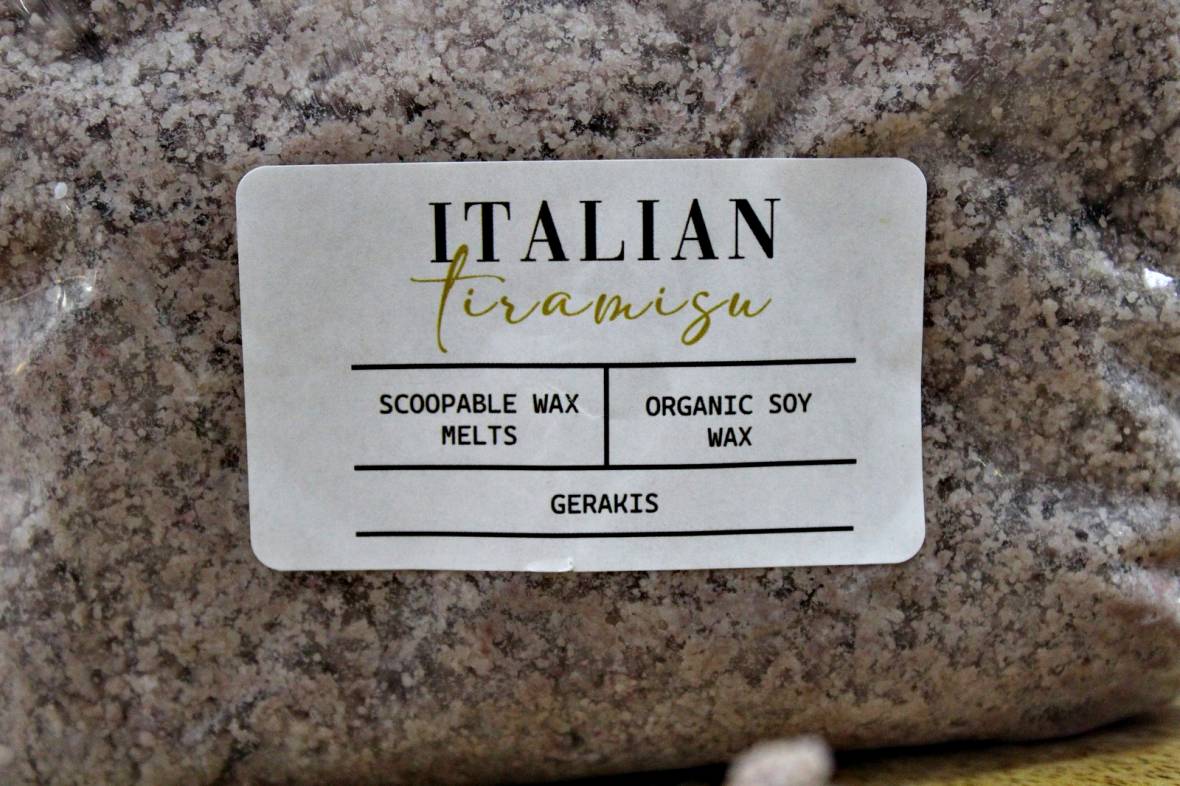 ITALIAN
tiramisu
SCOOPABLE WAX
MELTS
ORGANIC SOY
WAX
GERAKIS